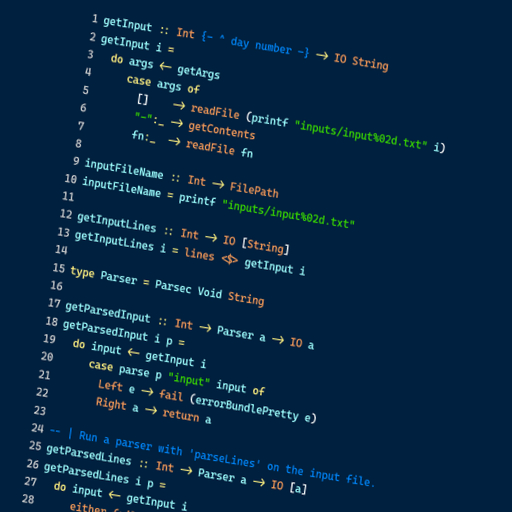 1 getInput :: Int {- ^ day number -} -> IO String
2 getInput i =
3 do args <- getArgs
4 case args of
5 [] -> readFile (printf "inputs/input%02d.txt" i)
6 "-":_ -> getContents
7 fn:_ -> readFile fn
8
9 inputFileName :: Int -> FilePath
10 inputFileName = printf "inputs/input%02d.txt"
11
12 getInputLines :: Int -> IO [String]
13 getInputLines i = lines <$> getInput i
14
15 type Parser = Parsec Void String
16
17 getParsedInput :: Int -> Parser a -> IO a
18 getParsedInput i p =
19 do input <- getInput i
20 case parse p "input" input of
21 Left e -> fail (errorBundlePretty e)
22 Right a -> return a
23
24 -- | Run a parser with 'parseLines' on the input file.
25 getParsedLines :: Int -> Parser a -> IO [a]
26 getParsedLines i p =
27 do input <- getInput i
28 either